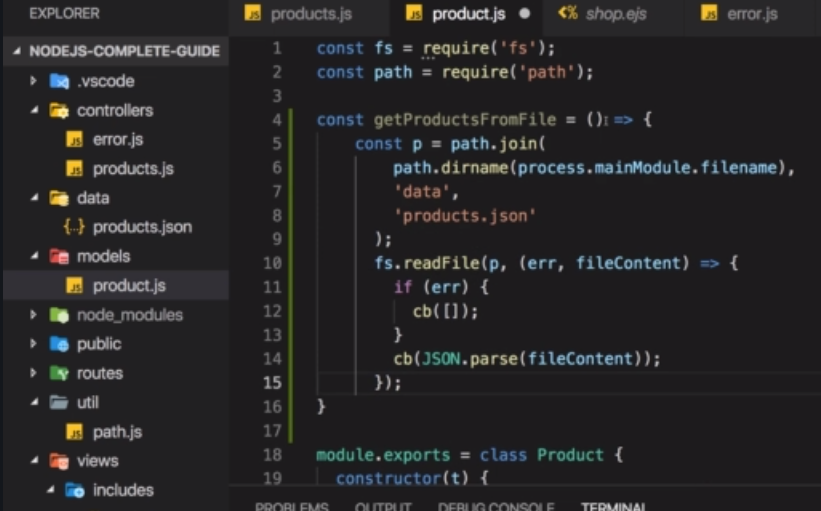 EXPLORER
products.js
product.js
shop.ejs
error.js
NODEJS-COMPLETE-GUIDE
.vscode
controllers
error.js
products.js
data
products.json
models
product.js
node_modules
public
routes
util
path.js
views
includes
1 const fs = require('fs');
2 const path = require('path');
3
4 const getProductsFromFile = () => {
5 const p = path.join(
6 path.dirname(process.mainModule.filename),
7 'data',
8 'products.json'
9 );
10 fs.readFile(p, (err, fileContent) => {
11 if (err) {
12 cb([]);
13 }
14 cb(JSON.parse(fileContent));
15 });
16 }
17
18 module.exports = class Product {
19 constructor(t) {
PROBLEMS OUTPUT DEBUG CONSOLE TERMINAL